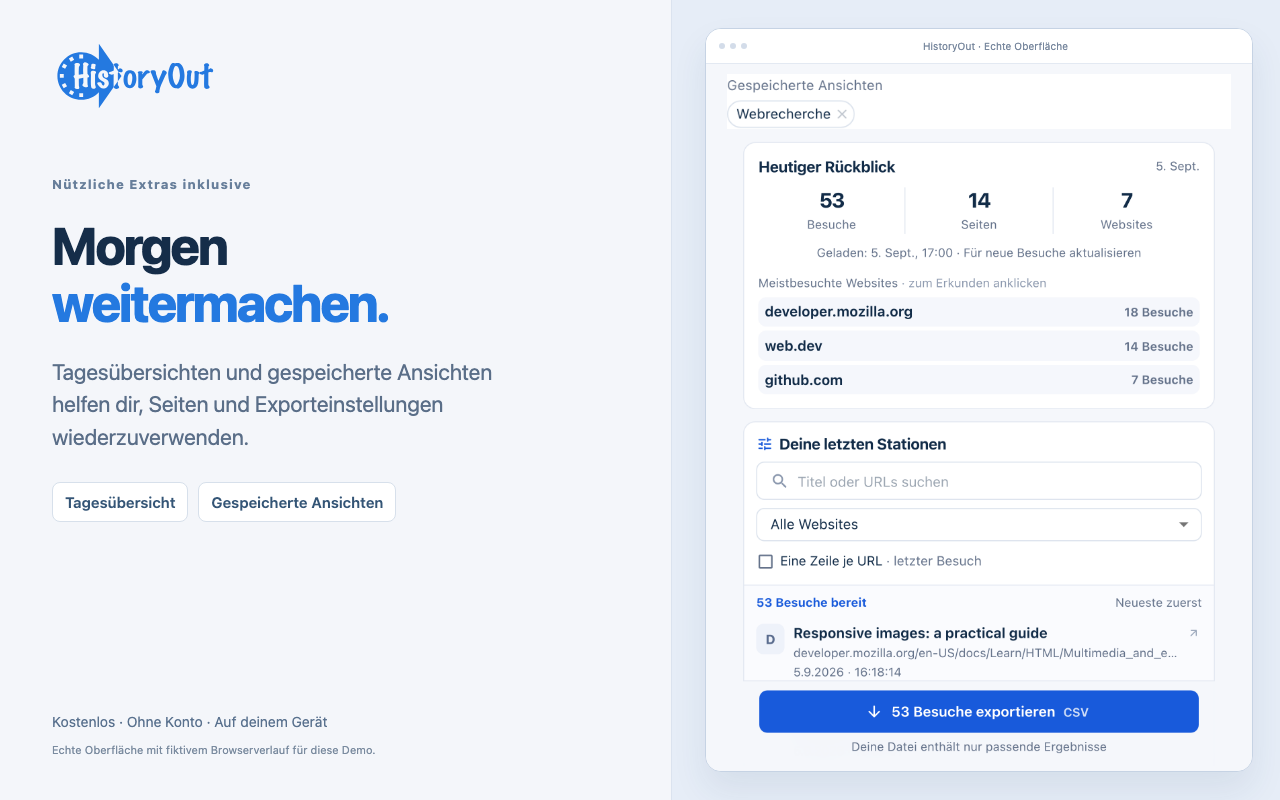 HistoryOut
Nützliche Extras inklusive
Morgen
weitermachen.
Tagesübersichten und gespeicherte Ansichten
helfen dir, Seiten und Exporteinstellungen
wiederzuverwenden.
Tagesübersicht
Gespeicherte Ansichten
Kostenlos · Ohne Konto · Auf deinem Gerät
Echte Oberfläche mit fiktivem Browserverlauf für diese Demo.
HistoryOut · Echte Oberfläche
Gespeicherte Ansichten
Webrecherche
Heutiger Rückblick
5. Sept.
53
14
7
Besuche
Seiten
Websites
Geladen: 5. Sept., 17:00 · Für neue Besuche aktualisieren
Meistbesuchte Websites · zum Erkunden anklicken
developer.mozilla.org
18 Besuche
web.dev
14 Besuche
github.com
7 Besuche
Deine letzten Stationen
Titel oder URLs suchen
Alle Websites
Eine Zeile je URL · letzter Besuch
53 Besuche bereit
Neueste zuerst
D
Responsive images: a practical guide
developer.mozilla.org/en-US/docs/Learn/HTML/Multimedia_and_e...
5.9.2026 · 16:18:14
53 Besuche exportieren CSV
Deine Datei enthält nur passende Ergebnisse